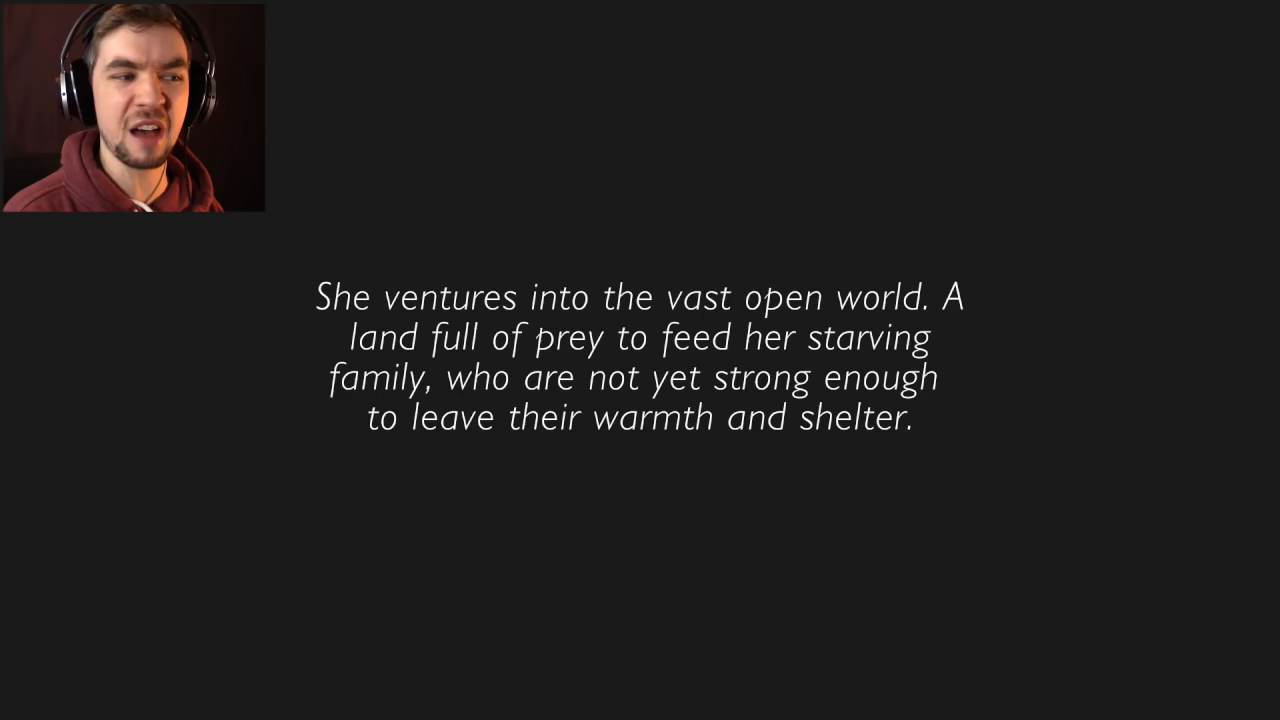 She ventures into the vast open world. A
land full of prey to feed her starving
family, who are not yet strong enough
to leave their warmth and shelter.